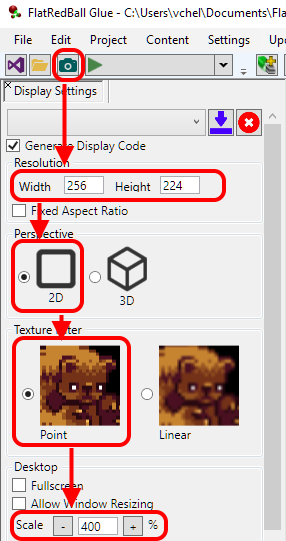 FlatRedBall Glue - C:\Users\vchel\Documents\Fla
File Edit Project Content Settings Upd
Display Settings
Generate Display Code
Resolution
Width 256 Height 224
Fixed Aspect Ratio
Perspective
2D 3D
Texture Filter
Point Linear
Desktop
Fullscreen
Allow Window Resizing
Scale - 400 + %